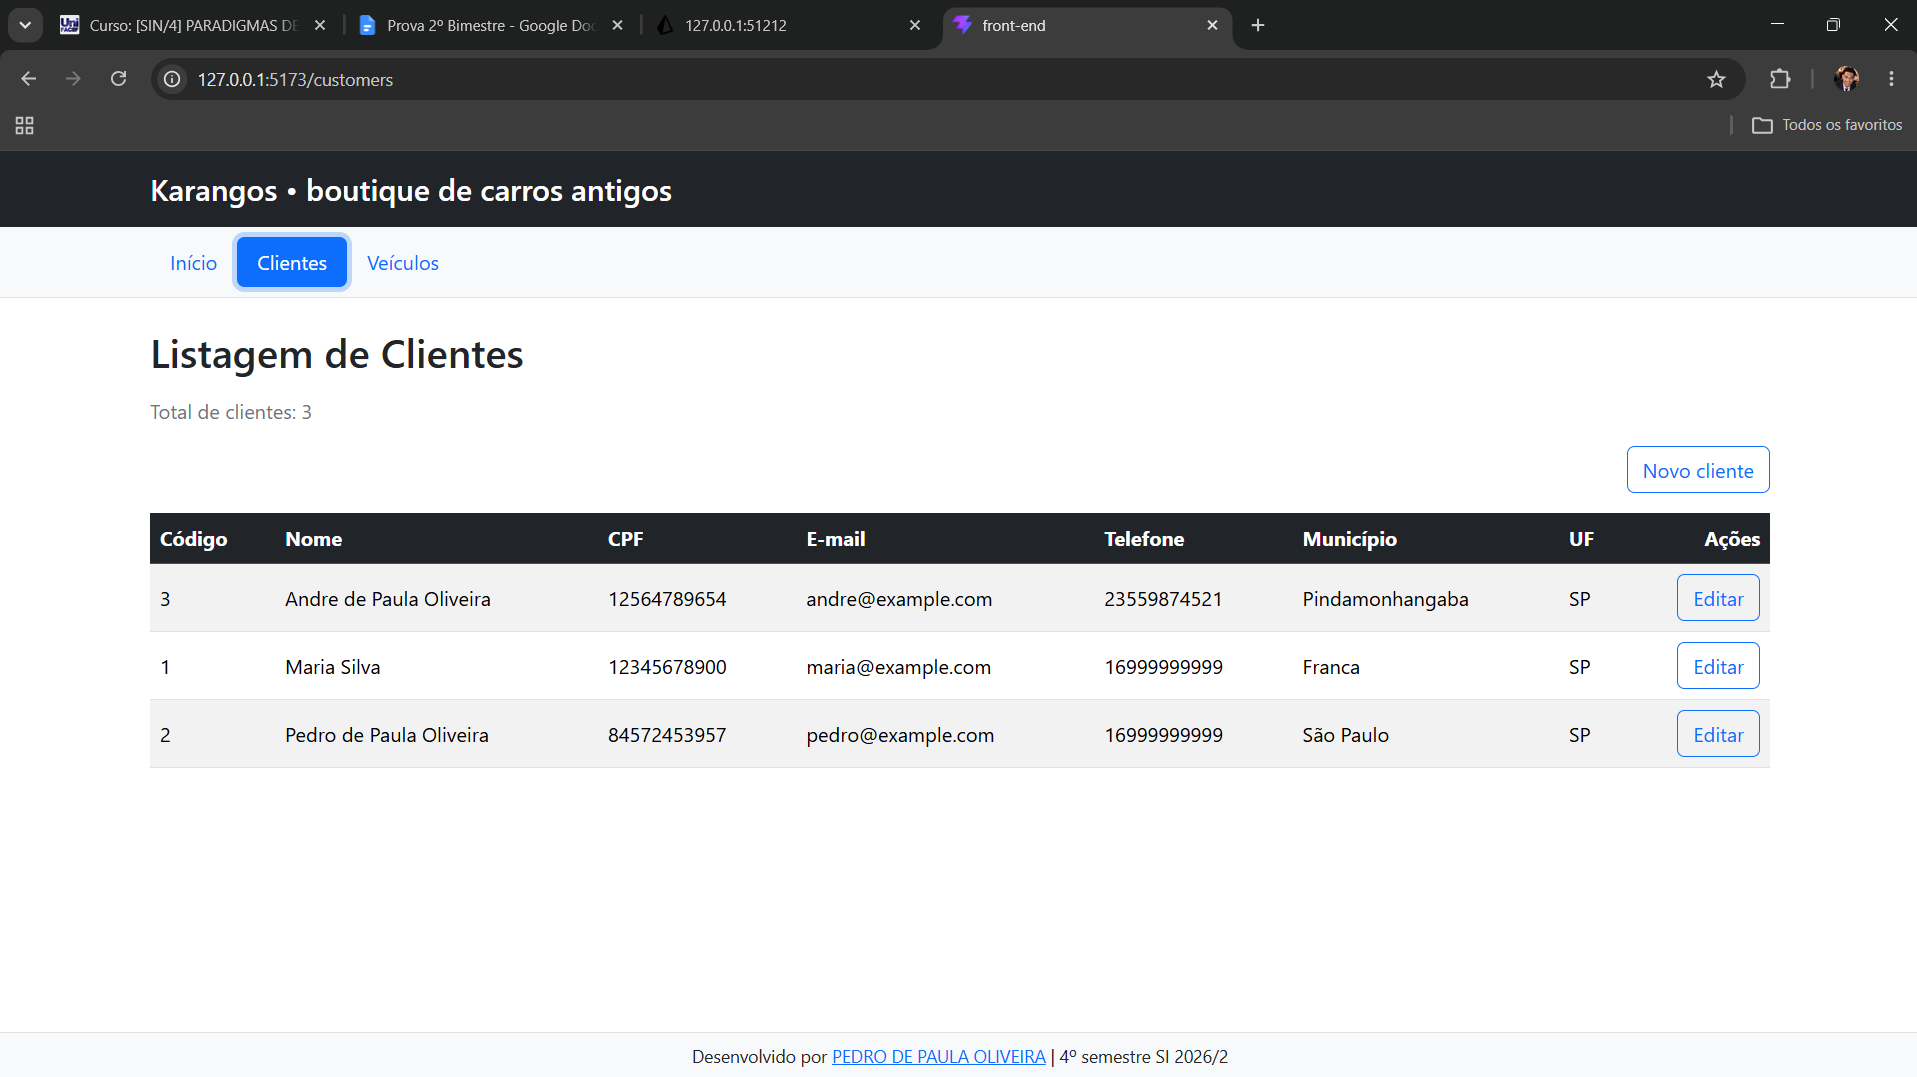 Curso: [SIN/4] PARADIGMAS DE
Prova 2º Bimestre - Google Doc
127.0.0.1:51212
front-end
127.0.0.1:5173/customers
Todos os favoritos
Karangos • boutique de carros antigos
Início Clientes Veículos
Listagem de Clientes
Total de clientes: 3
Novo cliente
Código Nome CPF E-mail Telefone Município UF Ações
3 Andre de Paula Oliveira 12564789654 andre@example.com 23559874521 Pindamonhangaba SP Editar
1 Maria Silva 12345678900 maria@example.com 16999999999 Franca SP Editar
2 Pedro de Paula Oliveira 84572453957 pedro@example.com 16999999999 São Paulo SP Editar
Desenvolvido por PEDRO DE PAULA OLIVEIRA | 4º semestre SI 2026/2